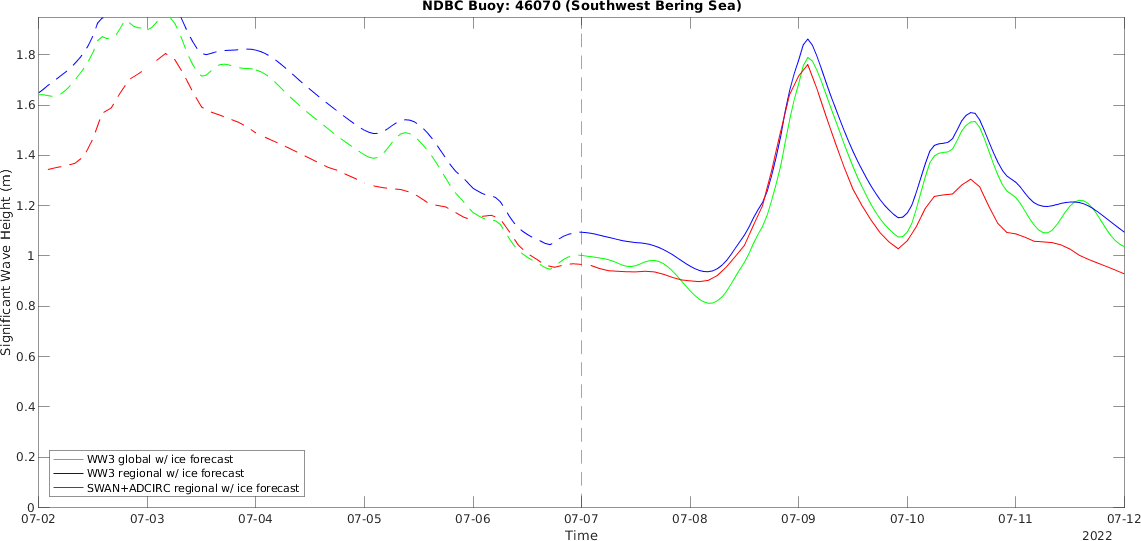 NDBC Buoy: 46070 (Southwest Bering Sea)
Significant Wave Height (m)
1.8
1.6
1.4
1.2
1
0.8
0.6
0.4
0.2
0
WW3 global w/ ice forecast
WW3 regional w/ ice forecast
SWAN+ADCIRC regional w/ ice forecast
07-02 07-03 07-04 07-05 07-06 07-07 07-08 07-09 07-10 07-11 07-12
Time
2022